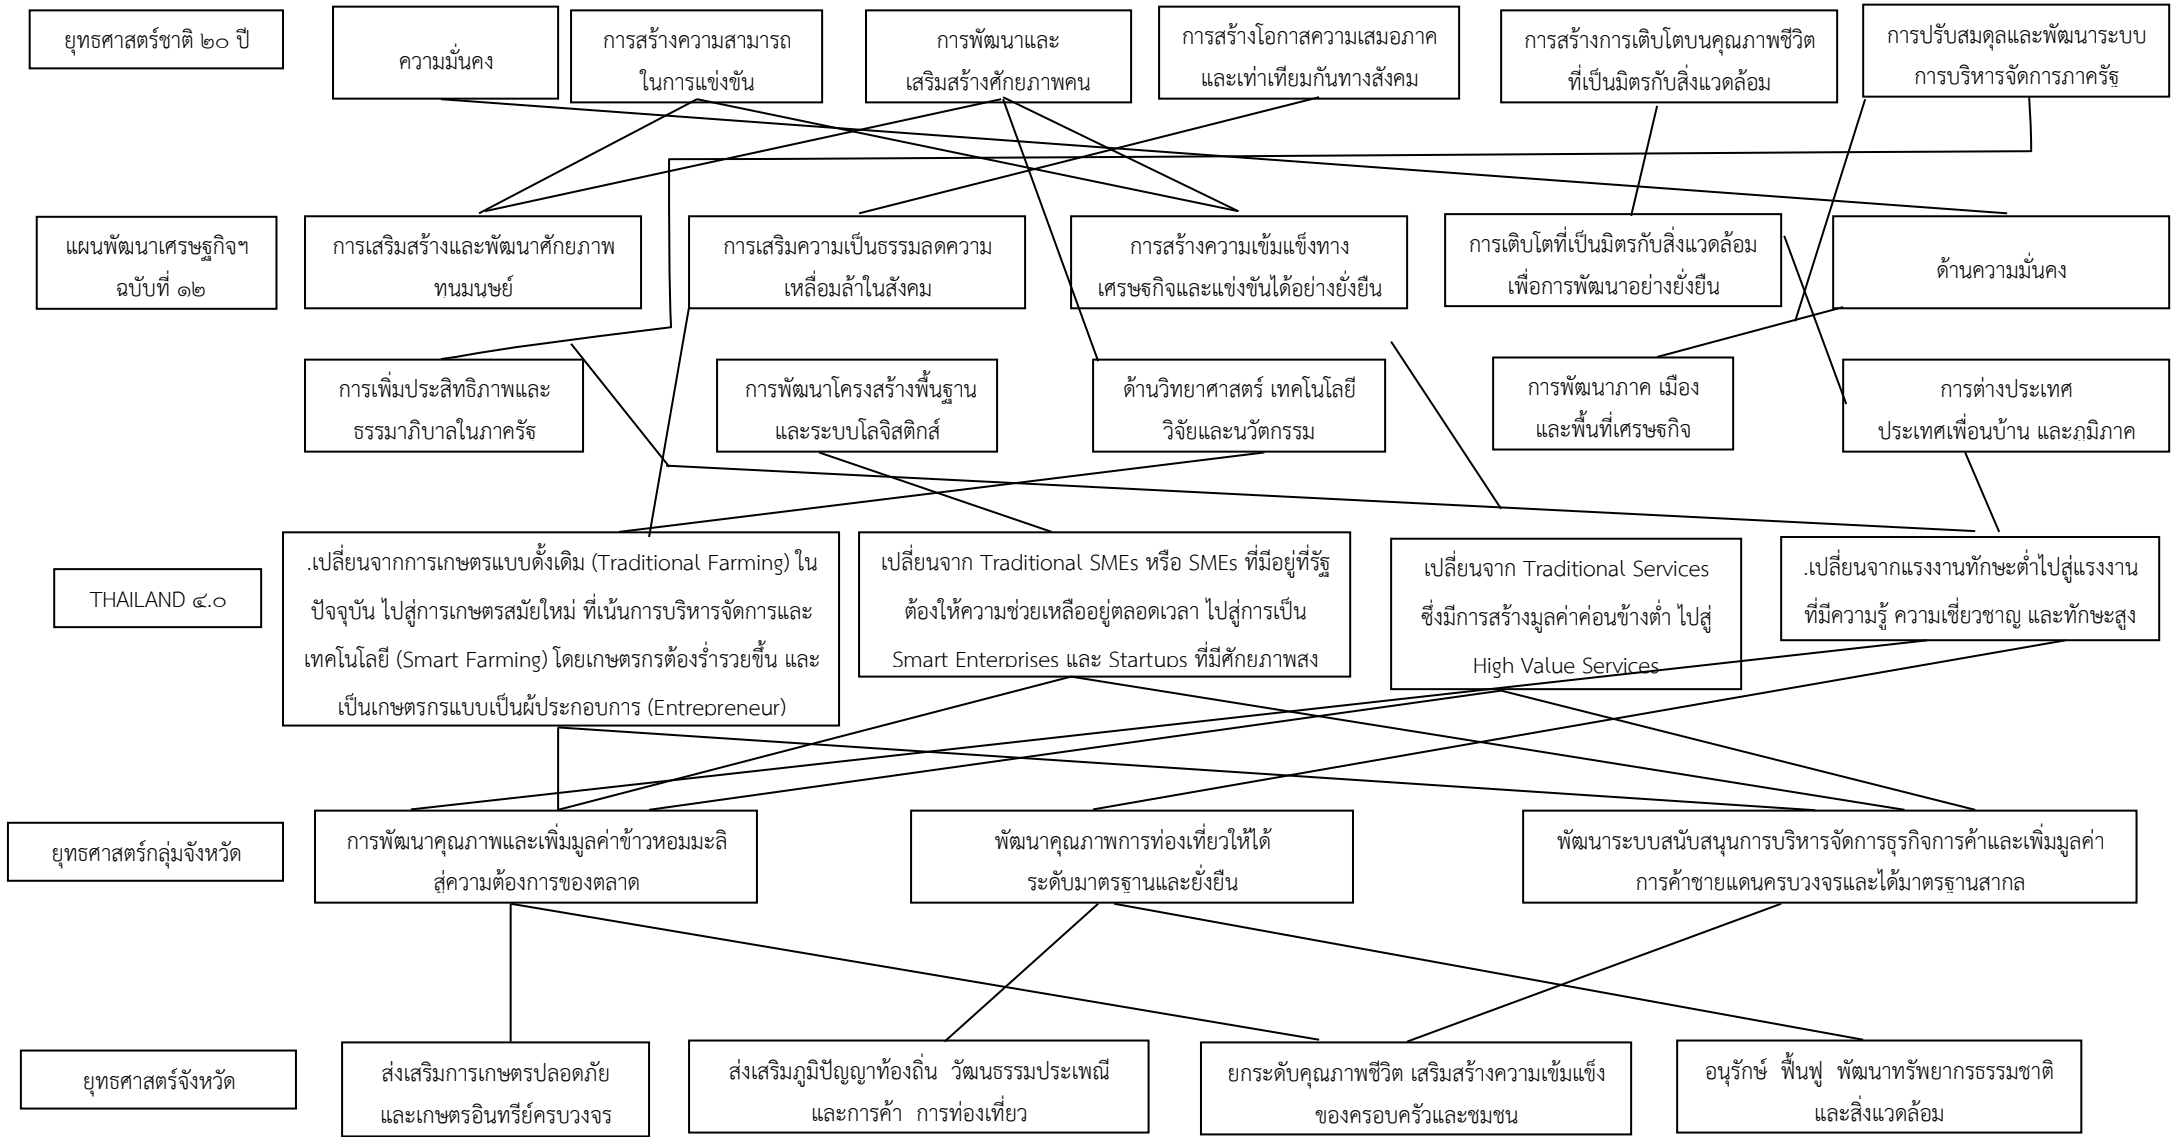 ยุทธศาสตร์ชาติ ๒๐ ปี
ความมั่นคง
การสร้างความสามารถ
ในการแข่งขัน
การพัฒนาและ
เสริมสร้างศักยภาพคน
การสร้างโอกาสความเสมอภาค
และเท่าเทียมกันทางสังคม
การสร้างการเติบโตบนคุณภาพชีวิต
ที่เป็นมิตรกับสิ่งแวดล้อม
การปรับสมดุลและพัฒนาระบบ
การบริหารจัดการภาครัฐ
แผนพัฒนาเศรษฐกิจฯ
ฉบับที่ ๑๒
การเสริมสร้างและพัฒนาศักยภาพ
ทุนมนุษย์
การเสริมความเป็นธรรมลดความ
เหลื่อมล้ำในสังคม
การสร้างความเข้มแข็งทาง
เศรษฐกิจและแข่งขันได้อย่างยั่งยืน
การเติบโตที่เป็นมิตรกับสิ่งแวดล้อม
เพื่อการพัฒนาอย่างยั่งยืน
ด้านความมั่นคง
การเพิ่มประสิทธิภาพและ
ธรรมาภิบาลในภาครัฐ
การพัฒนาโครงสร้างพื้นฐาน
และระบบโลจิสติกส์
ด้านวิทยาศาสตร์ เทคโนโลยี
วิจัยและนวัตกรรม
การพัฒนาภาค เมือง
และพื้นที่เศรษฐกิจ
การต่างประเทศ
ประเทศเพื่อนบ้าน และภูมิภาค
THAILAND ๔.๐
.เปลี่ยนจากการเกษตรแบบดั้งเดิม (Traditional Farming) ใน
ปัจจุบัน ไปสู่การเกษตรสมัยใหม่ ที่เน้นการบริหารจัดการและ
เทคโนโลยี (Smart Farming) โดยเกษตรกรต้องร่ำรวยขึ้น และ
เป็นเกษตรกรแบบเป็นผู้ประกอบการ (Entrepreneur)
เปลี่ยนจาก Traditional SMEs หรือ SMEs ที่มีอยู่ที่รัฐ
ต้องให้ความช่วยเหลืออยู่ตลอดเวลา ไปสู่การเป็น
Smart Enterprises และ Startups ที่มีศักยภาพสูง
เปลี่ยนจาก Traditional Services
ซึ่งมีการสร้างมูลค่าค่อนข้างต่ำ ไปสู่
High Value Services
.เปลี่ยนจากแรงงานทักษะต่ำไปสู่แรงงาน
ที่มีความรู้ ความเชี่ยวชาญ และทักษะสูง
ยุทธศาสตร์กลุ่มจังหวัด
การพัฒนาคุณภาพและเพิ่มมูลค่าข้าวหอมมะลิ
สู่ความต้องการของตลาด
พัฒนาคุณภาพการท่องเที่ยวให้ได้
ระดับมาตรฐานและยั่งยืน
พัฒนาระบบสนับสนุนการบริหารจัดการธุรกิจการค้าและเพิ่มมูลค่า
การค้าชายแดนครบวงจรและได้มาตรฐานสากล
ยุทธศาสตร์จังหวัด
ส่งเสริมการเกษตรปลอดภัย
และเกษตรอินทรีย์ครบวงจร
ส่งเสริมภูมิปัญญาท้องถิ่น วัฒนธรรมประเพณี
และการค้า การท่องเที่ยว
ยกระดับคุณภาพชีวิต เสริมสร้างความเข้มแข็ง
ของครอบครัวและชุมชน
อนุรักษ์ ฟื้นฟู พัฒนาทรัพยากรธรรมชาติ
และสิ่งแวดล้อม